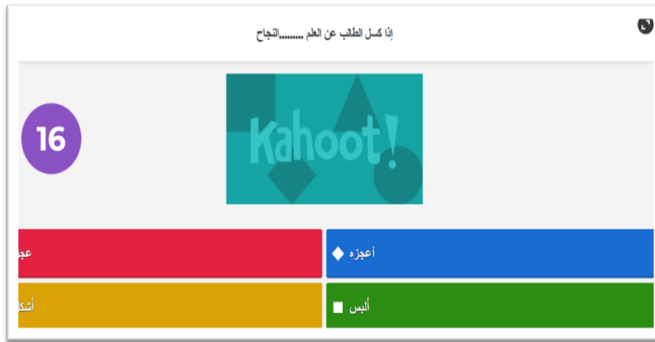 إذا كسل الطالب عن العلم .........النجاح
16
Kahoot!
أعجزه
ألبس